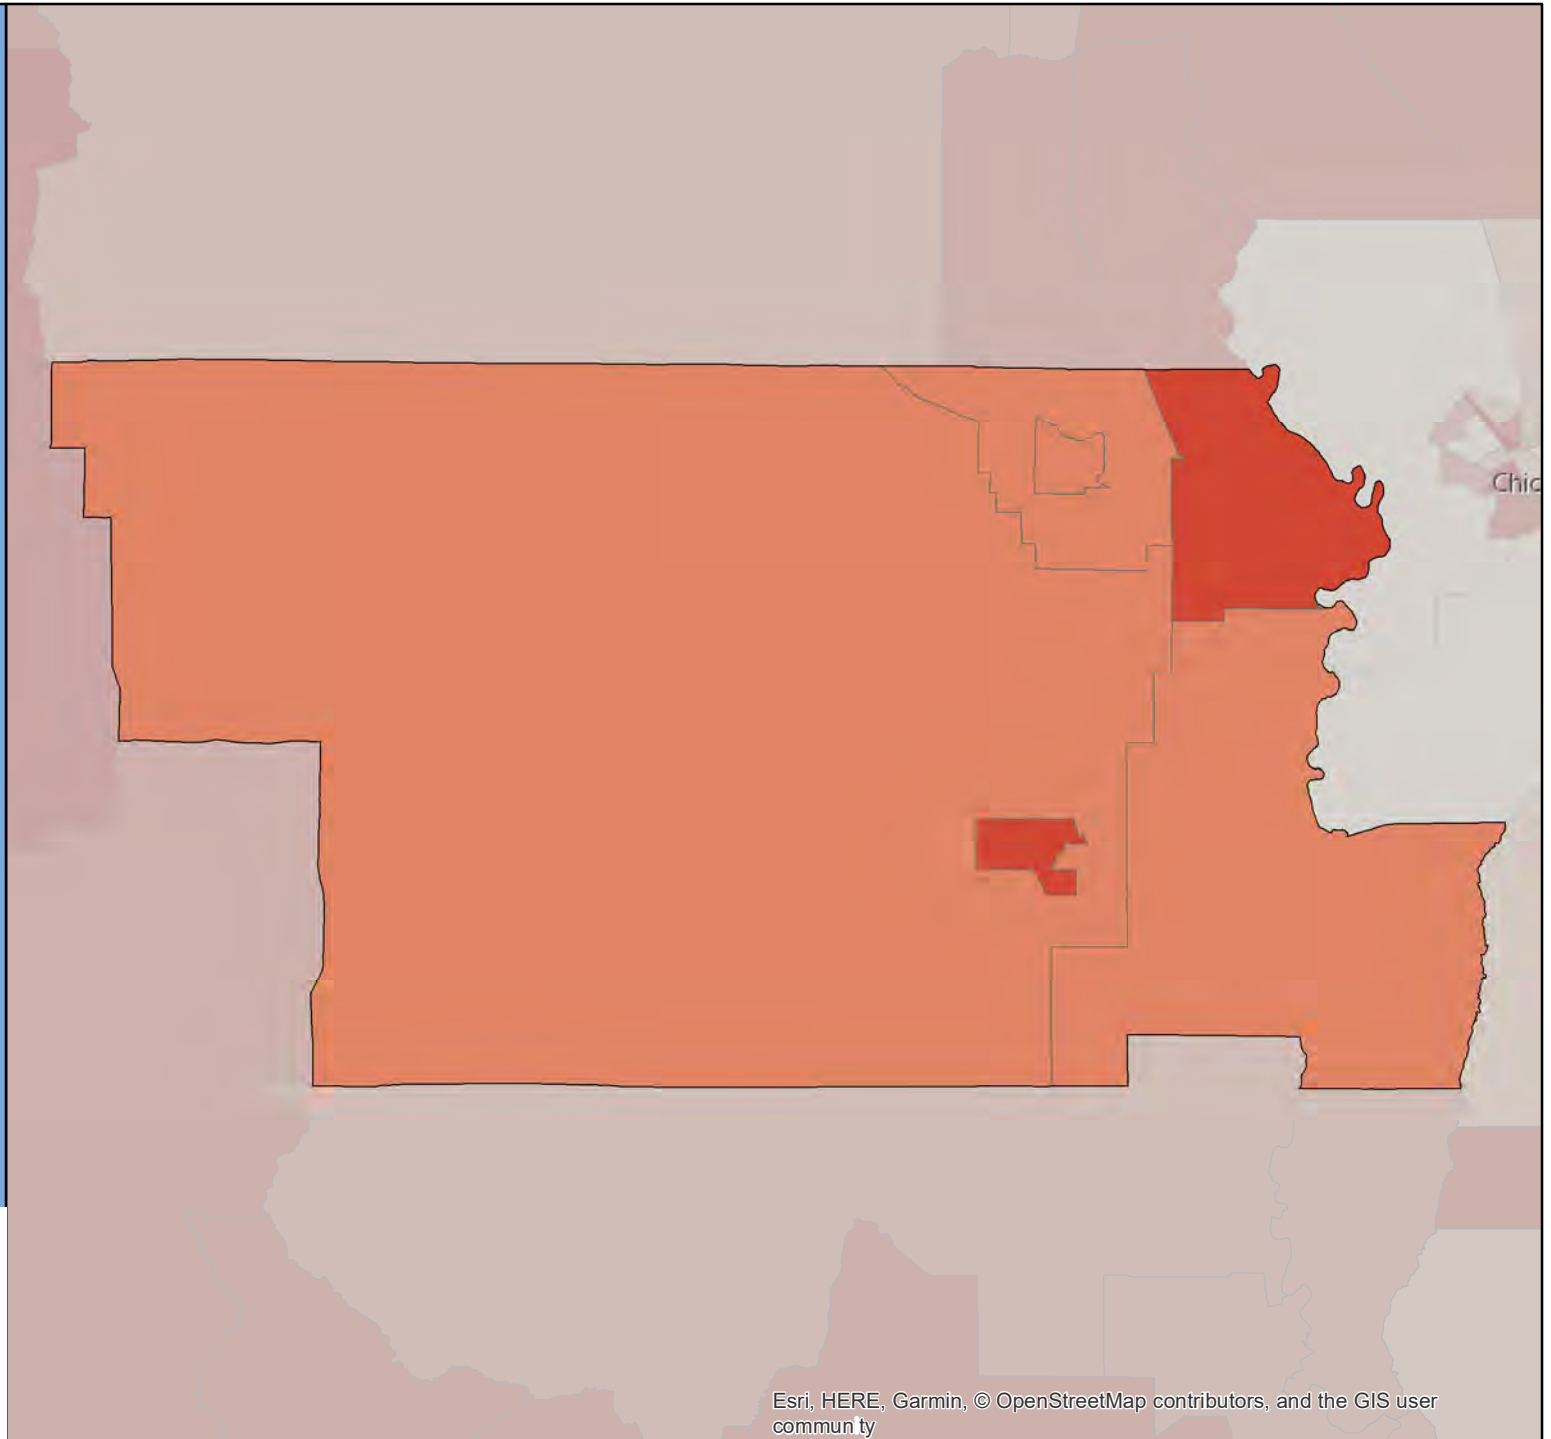 Chic
Esri, HERE, Garmin, © OpenStreetMap contributors, and the GIS user
commun ty